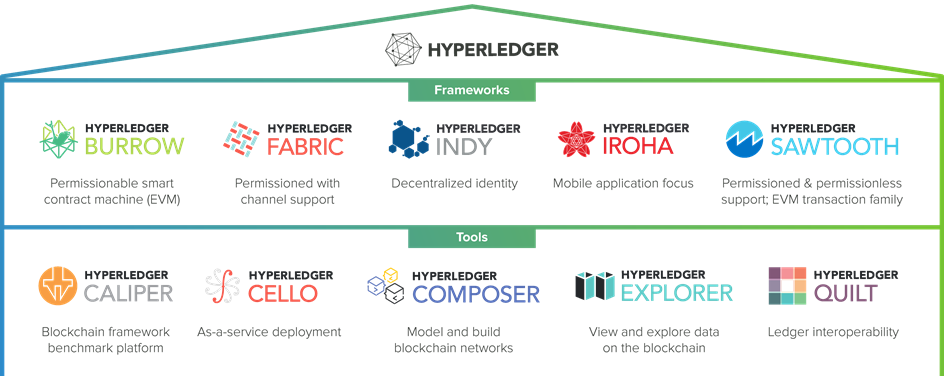 HYPERLEDGER
Frameworks
HYPERLEDGER
BURROW
Permissionable smart
contract machine (EVM)
HYPERLEDGER
FABRIC
Permissioned with
channel support
HYPERLEDGER
INDY
Decentralized identity
HYPERLEDGER
IROHA
Mobile application focus
HYPERLEDGER
SAWTOOTH
Permissioned & permissionless
support; EVM transaction family
Tools
HYPERLEDGER
CALIPER
Blockchain framework
benchmark platform
HYPERLEDGER
CELLO
As-a-service deployment
HYPERLEDGER
COMPOSER
Model and build
blockchain networks
HYPERLEDGER
EXPLORER
View and explore data
on the blockchain
HYPERLEDGER
QUILT
Ledger interoperability